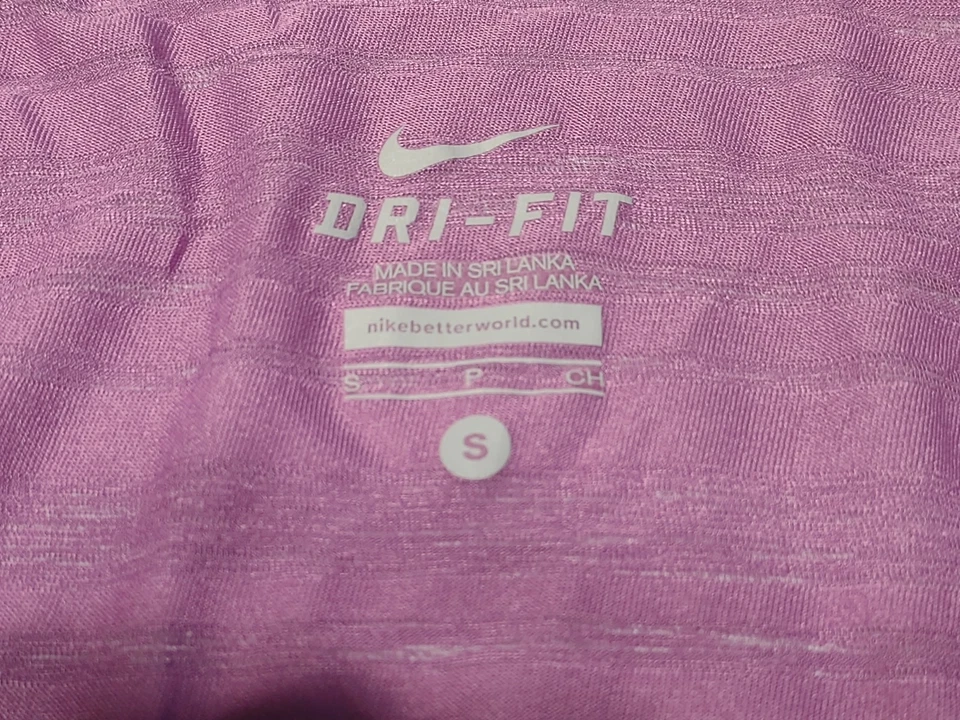 DRI-FIT
MADE IN SRI LANKA
FABRIQUE AU SRI LANKA
nikebetterworld.com
S P CH
S